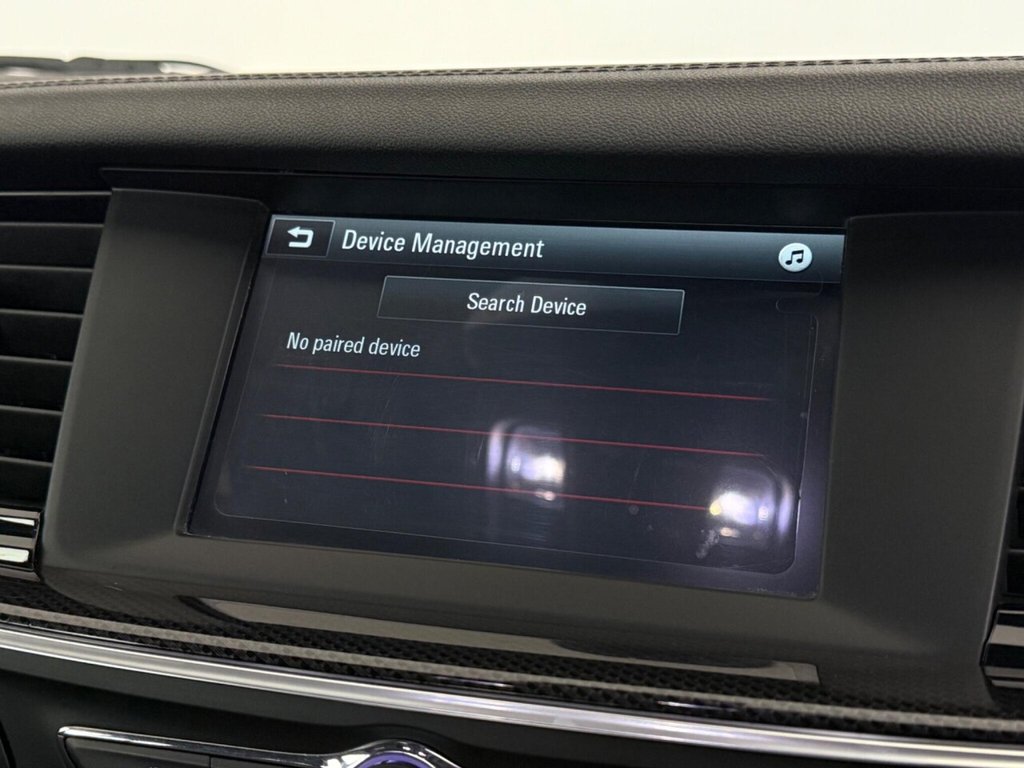 Device Management
Search Device
No paired device